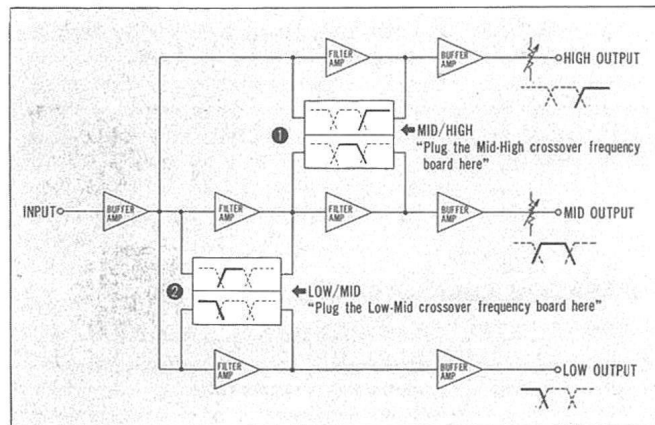 FILTER AMP
BUFFER AMP
HIGH OUTPUT
1
MID/HIGH
"Plug the Mid-High crossover frequency
board here"
INPUT
BUFFER AMP
FILTER AMP
FILTER AMP
BUFFER AMP
MID OUTPUT
2
LOW/MID
"Plug the Low-Mid crossover frequency board here"
FILTER AMP
BUFFER AMP
LOW OUTPUT